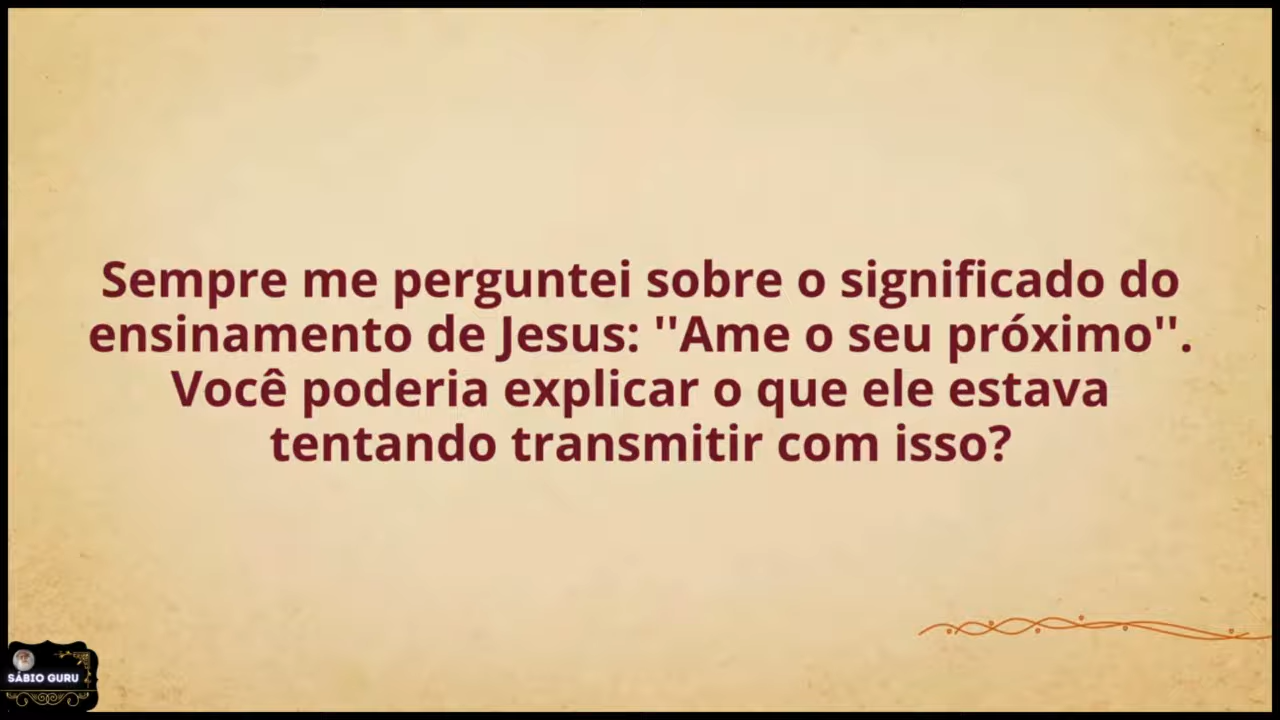 Sempre me perguntei sobre o significado do
ensinamento de Jesus: ''Ame o seu próximo''.
Você poderia explicar o que ele estava
tentando transmitir com isso?
SÁBIO GURU